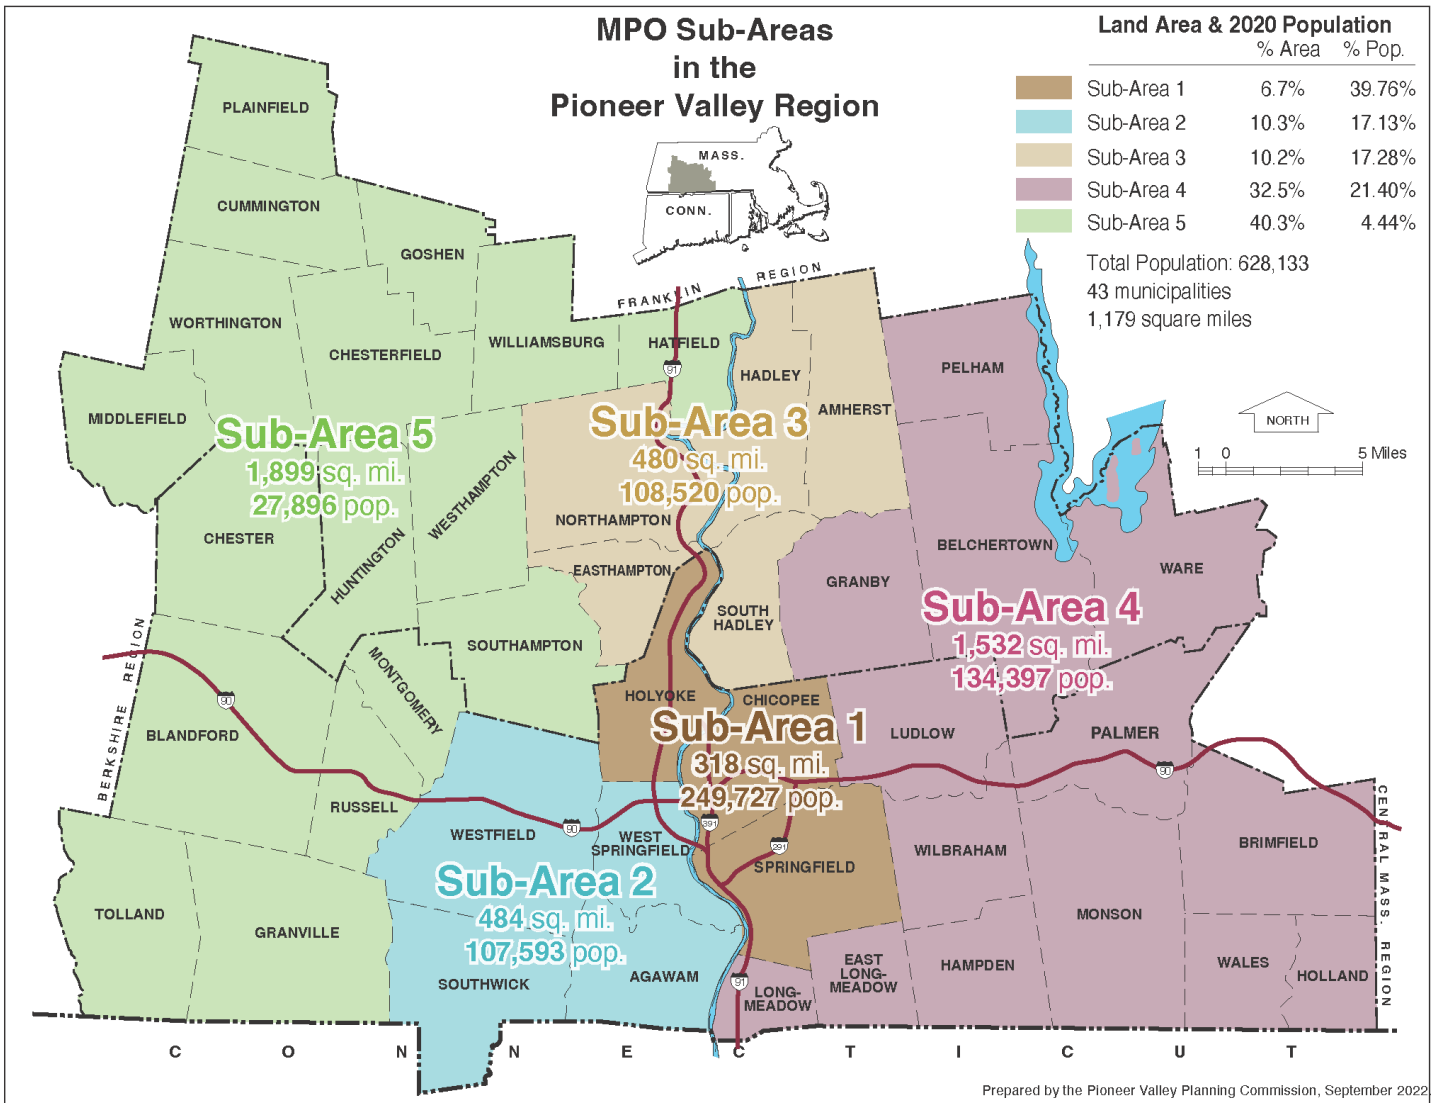 MPO Sub-Areas
in the
Pioneer Valley Region
Land Area & 2020 Population
% Area % Pop.
Sub-Area 1 6.7% 39.76%
Sub-Area 2 10.3% 17.13%
Sub-Area 3 10.2% 17.28%
Sub-Area 4 32.5% 21.40%
Sub-Area 5 40.3% 4.44%
Total Population: 628,133
43 municipalities
1,179 square miles
MASS.
CONN.
NORTH
1 0 5 Miles
FRANKLIN REGION
BERKSHIRE REGION
CENTRAL MASS. REGION
PLAINFIELD
CUMMINGTON
GOSHEN
WORTHINGTON
CHESTERFIELD
WILLIAMSBURG
HATFIELD
91
HADLEY
PELHAM
MIDDLEFIELD
AMHERST
Sub-Area 5
1,899 sq. mi.
27,896 pop.
Sub-Area 3
480 sq. mi.
108,520 pop.
WESTHAMPTON
NORTHAMPTON
CHESTER
HUNTINGTON
EASTHAMPTON
BELCHERTOWN
WARE
GRANBY
SOUTH
HADLEY
Sub-Area 4
1,532 sq. mi.
134,397 pop.
SOUTHAMPTON
MONTGOMERY
HOLYOKE
CHICOPEE
90
BLANDFORD
Sub-Area 1
318 sq. mi.
249,727 pop.
LUDLOW
PALMER
90
RUSSELL
WESTFIELD
90
WEST
SPRINGFIELD
391
291
SPRINGFIELD
WILBRAHAM
BRIMFIELD
Sub-Area 2
484 sq. mi.
107,593 pop.
TOLLAND
GRANVILLE
MONSON
SOUTHWICK
AGAWAM
91
LONG-
MEADOW
EAST
LONG-
MEADOW
HAMPDEN
WALES
HOLLAND
C O N N E C T I C U T
Prepared by the Pioneer Valley Planning Commission, September 2022.